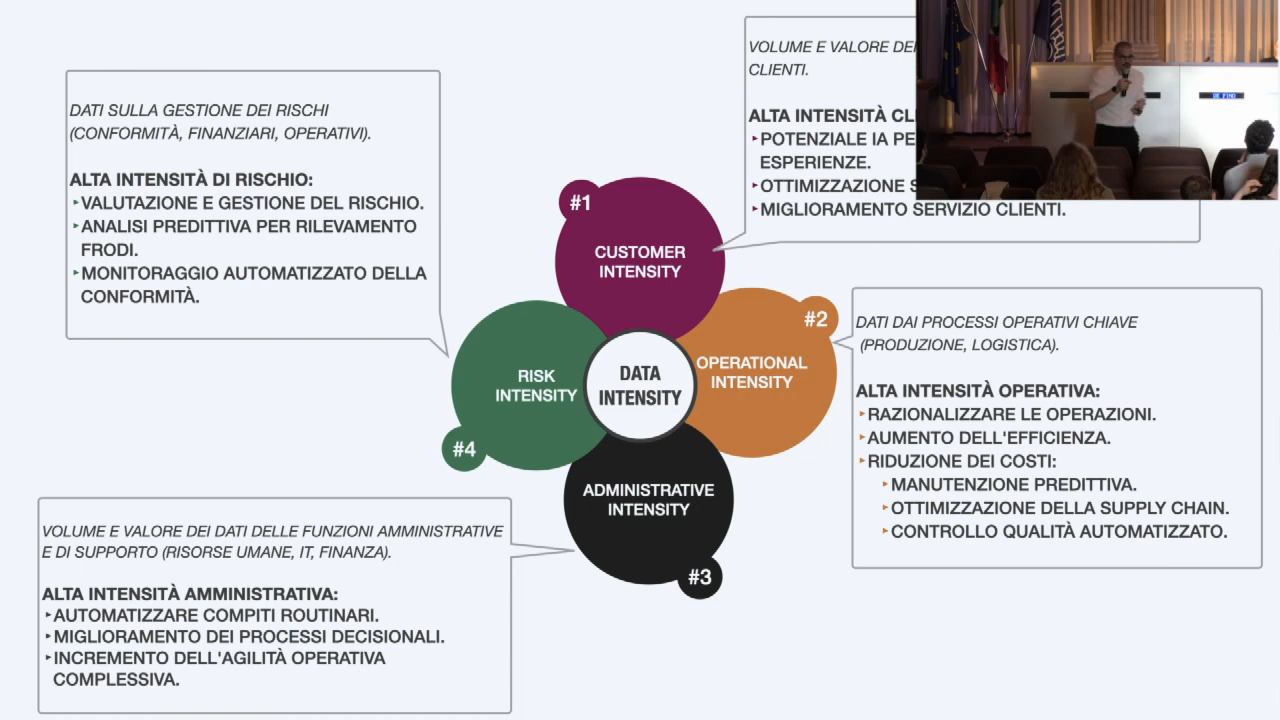 DATI SULLA GESTIONE DEI RISCHI
(CONFORMITÀ, FINANZIARI, OPERATIVI).
ALTA INTENSITÀ DI RISCHIO:
▸VALUTAZIONE E GESTIONE DEL RISCHIO.
▸ANALISI PREDITTIVA PER RILEVAMENTO
FRODI.
▸MONITORAGGIO AUTOMATIZZATO DELLA
CONFORMITÀ.
VOLUME E VALORE
CLIENTI.
ALTA INTENSITÀ
▸POTENZIALE IA
ESPERIENZE.
▸OTTIMIZZAZIONE
▸MIGLIORAMENTO SERVIZIO CLIENTI.
#1
CUSTOMER
INTENSITY
#2
OPERATIONAL
INTENSITY
DATA
INTENSITY
RISK
INTENSITY
#4
ADMINISTRATIVE
INTENSITY
#3
DATI DAI PROCESSI OPERATIVI CHIAVE
(PRODUZIONE, LOGISTICA).
ALTA INTENSITÀ OPERATIVA:
▸RAZIONALIZZARE LE OPERAZIONI.
▸AUMENTO DELL'EFFICIENZA.
▸RIDUZIONE DEI COSTI:
▸MANUTENZIONE PREDITTIVA.
▸OTTIMIZZAZIONE DELLA SUPPLY CHAIN.
▸CONTROLLO QUALITÀ AUTOMATIZZATO.
VOLUME E VALORE DEI DATI DELLE FUNZIONI AMMINISTRATIVE
E DI SUPPORTO (RISORSE UMANE, IT, FINANZA).
ALTA INTENSITÀ AMMINISTRATIVA:
▸AUTOMATIZZARE COMPITI ROUTINARI.
▸MIGLIORAMENTO DEI PROCESSI DECISIONALI.
▸INCREMENTO DELL'AGILITÀ OPERATIVA
COMPLESSIVA.